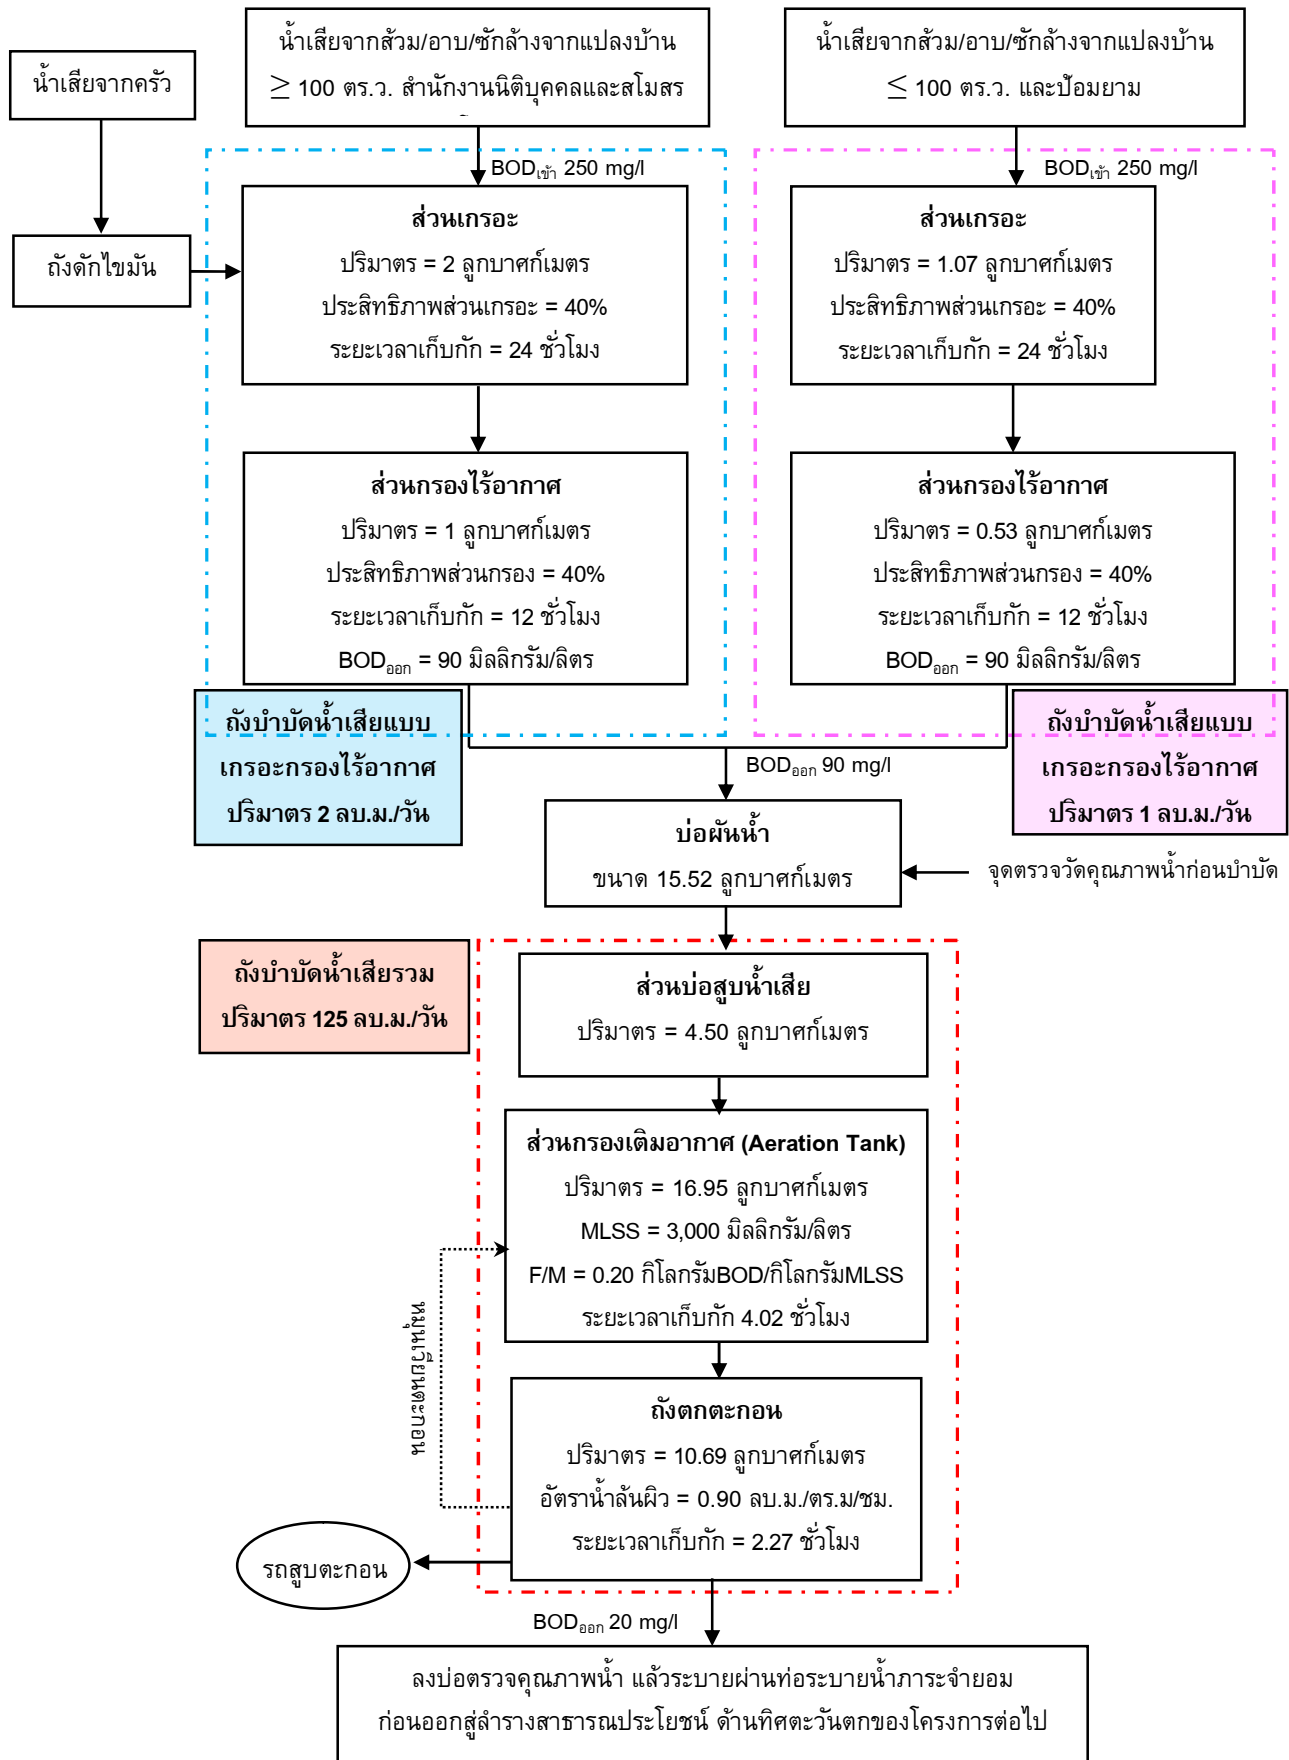 น้ำเสียจากครัว
น้ำเสียจากส้วม/อาบ/ซักล้างจากแปลงบ้าน
≥ 100 ตร.ว. สำนักงานนิติบุคคลและสโมสร
น้ำเสียจากส้วม/อาบ/ซักล้างจากแปลงบ้าน
≤ 100 ตร.ว. และป้อมยาม
BODเข้า 250 mg/l
BODเข้า 250 mg/l
ถังดักไขมัน
ส่วนเกรอะ
ปริมาตร = 2 ลูกบาศก์เมตร
ประสิทธิภาพส่วนเกรอะ = 40%
ระยะเวลาเก็บกัก = 24 ชั่วโมง
ส่วนเกรอะ
ปริมาตร = 1.07 ลูกบาศก์เมตร
ประสิทธิภาพส่วนเกรอะ = 40%
ระยะเวลาเก็บกัก = 24 ชั่วโมง
ส่วนกรองไร้อากาศ
ปริมาตร = 1 ลูกบาศก์เมตร
ประสิทธิภาพส่วนกรอง = 40%
ระยะเวลาเก็บกัก = 12 ชั่วโมง
BODออก = 90 มิลลิกรัม/ลิตร
ส่วนกรองไร้อากาศ
ปริมาตร = 0.53 ลูกบาศก์เมตร
ประสิทธิภาพส่วนกรอง = 40%
ระยะเวลาเก็บกัก = 12 ชั่วโมง
BODออก = 90 มิลลิกรัม/ลิตร
ถังบำบัดน้ำเสียแบบ
เกรอะกรองไร้อากาศ
ปริมาตร 2 ลบ.ม./วัน
ถังบำบัดน้ำเสียแบบ
เกรอะกรองไร้อากาศ
ปริมาตร 1 ลบ.ม./วัน
BODออก 90 mg/l
บ่อผันน้ำ
ขนาด 15.52 ลูกบาศก์เมตร
จุดตรวจวัดคุณภาพน้ำก่อนบำบัด
ถังบำบัดน้ำเสียรวม
ปริมาตร 125 ลบ.ม./วัน
ส่วนบ่อสูบน้ำเสีย
ปริมาตร = 4.50 ลูกบาศก์เมตร
ส่วนกรองเติมอากาศ (Aeration Tank)
ปริมาตร = 16.95 ลูกบาศก์เมตร
MLSS = 3,000 มิลลิกรัม/ลิตร
F/M = 0.20 กิโลกรัมBOD/กิโลกรัมMLSS
ระยะเวลาเก็บกัก 4.02 ชั่วโมง
หมุนเวียนตะกอน
ถังตกตะกอน
ปริมาตร = 10.69 ลูกบาศก์เมตร
อัตราน้ำล้นผิว = 0.90 ลบ.ม./ตร.ม/ชม.
ระยะเวลาเก็บกัก = 2.27 ชั่วโมง
รถสูบตะกอน
BODออก 20 mg/l
ลงบ่อตรวจคุณภาพน้ำ แล้วระบายผ่านท่อระบายน้ำภาระจำยอม
ก่อนออกสู่ลำรางสาธารณประโยชน์ ด้านทิศตะวันตกของโครงการต่อไป